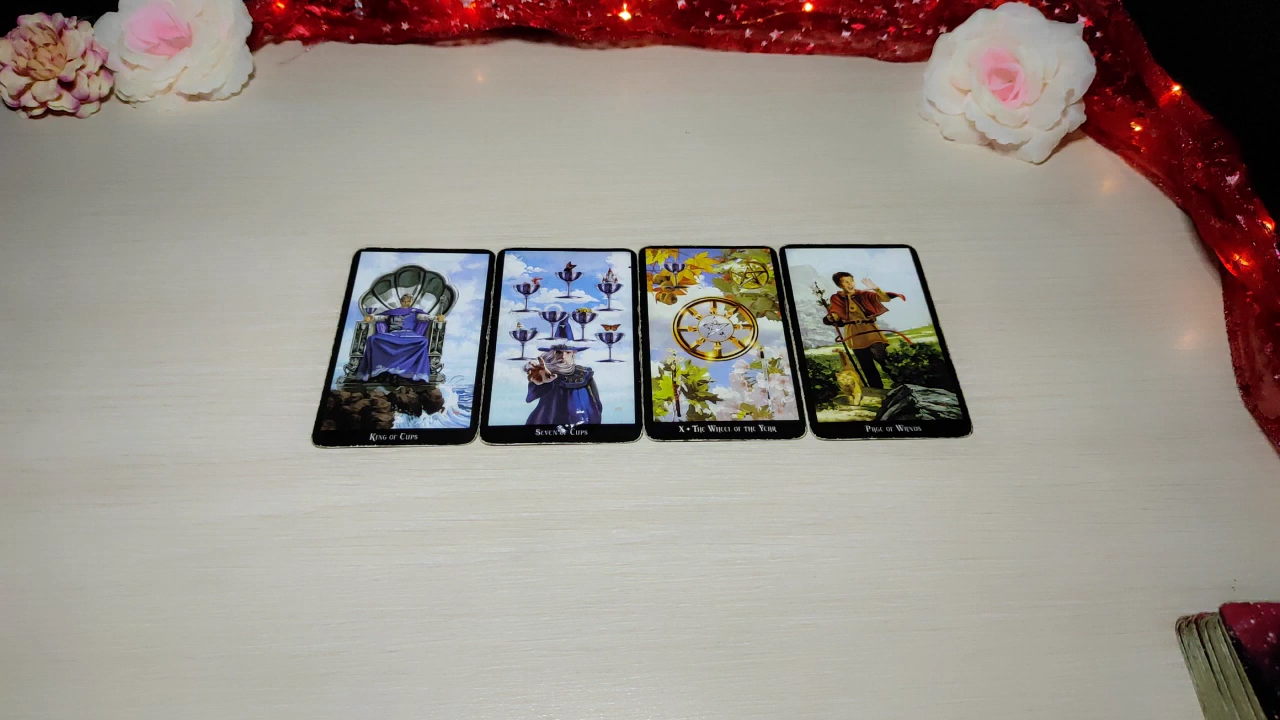 King of Cups
Seven of Cups
X • The Wheel of the Year
Page of Wands